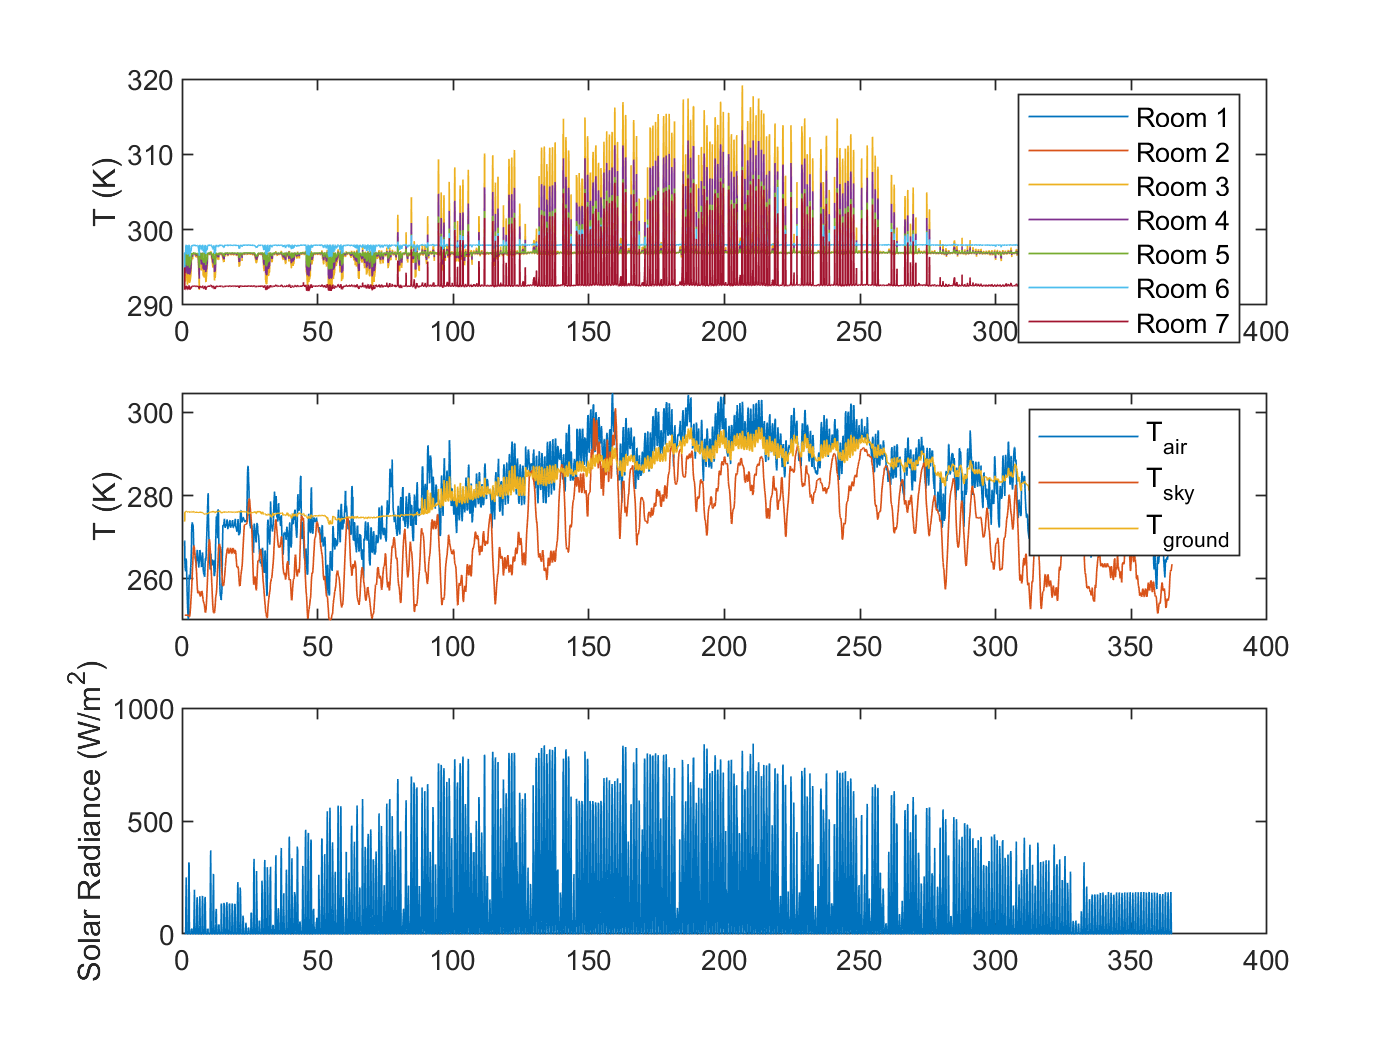 320
310
300
290
T (K)
0 50 100 150 200 250 300 400
Room 1
Room 2
Room 3
Room 4
Room 5
Room 6
Room 7
300
280
260
T (K)
0 50 100 150 200 250 300 350 400
T_air
T_sky
T_ground
1000
500
0
Solar Radiance (W/m²)
0 50 100 150 200 250 300 350 400